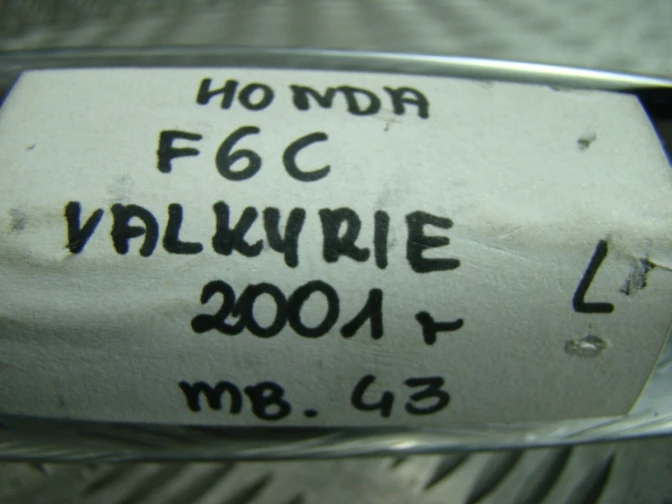 HONDA
F6C
VALKYRIE
L
2001 r
MB. 43